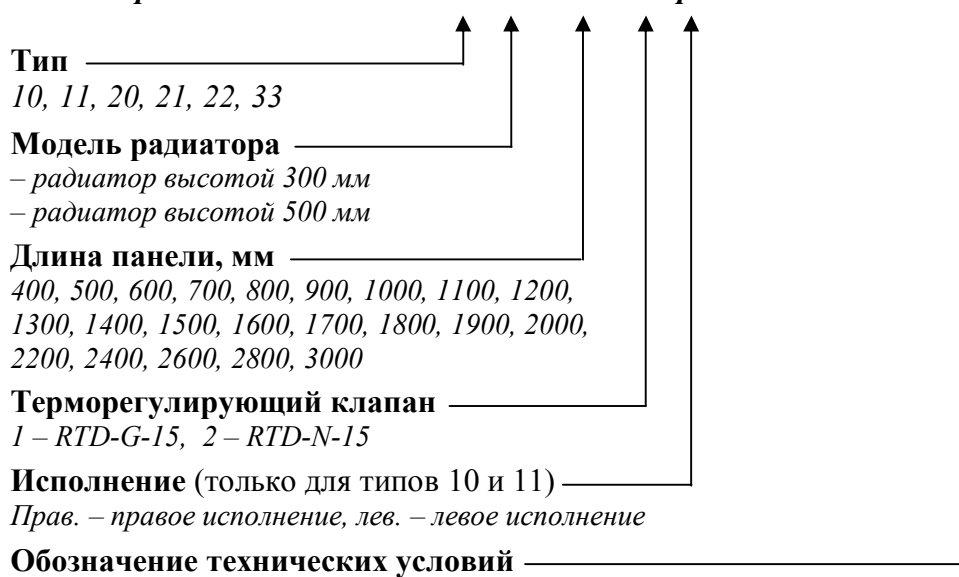 Тип
10, 11, 20, 21, 22, 33
Модель радиатора
– радиатор высотой 300 мм
– радиатор высотой 500 мм
Длина панели, мм
400, 500, 600, 700, 800, 900, 1000, 1100, 1200,
1300, 1400, 1500, 1600, 1700, 1800, 1900, 2000,
2200, 2400, 2600, 2800, 3000
Терморегулирующий клапан
1 – RTD-G-15, 2 – RTD-N-15
Исполнение (только для типов 10 и 11)
Прав. – правое исполнение, лев. – левое исполнение
Обозначение технических условий